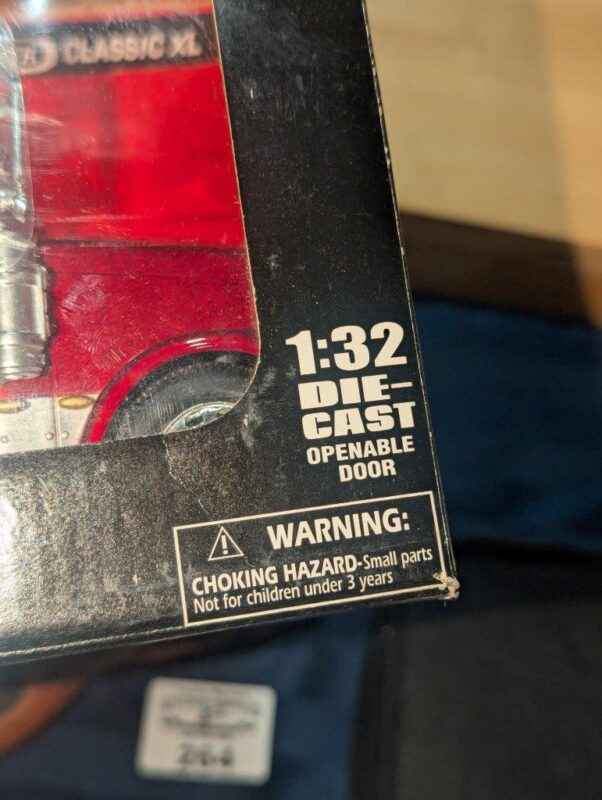 CLASSIC XL
1:32
DIE-
CAST
OPENABLE
DOOR
WARNING:
CHOKING HAZARD-Small parts
Not for children under 3 years
264